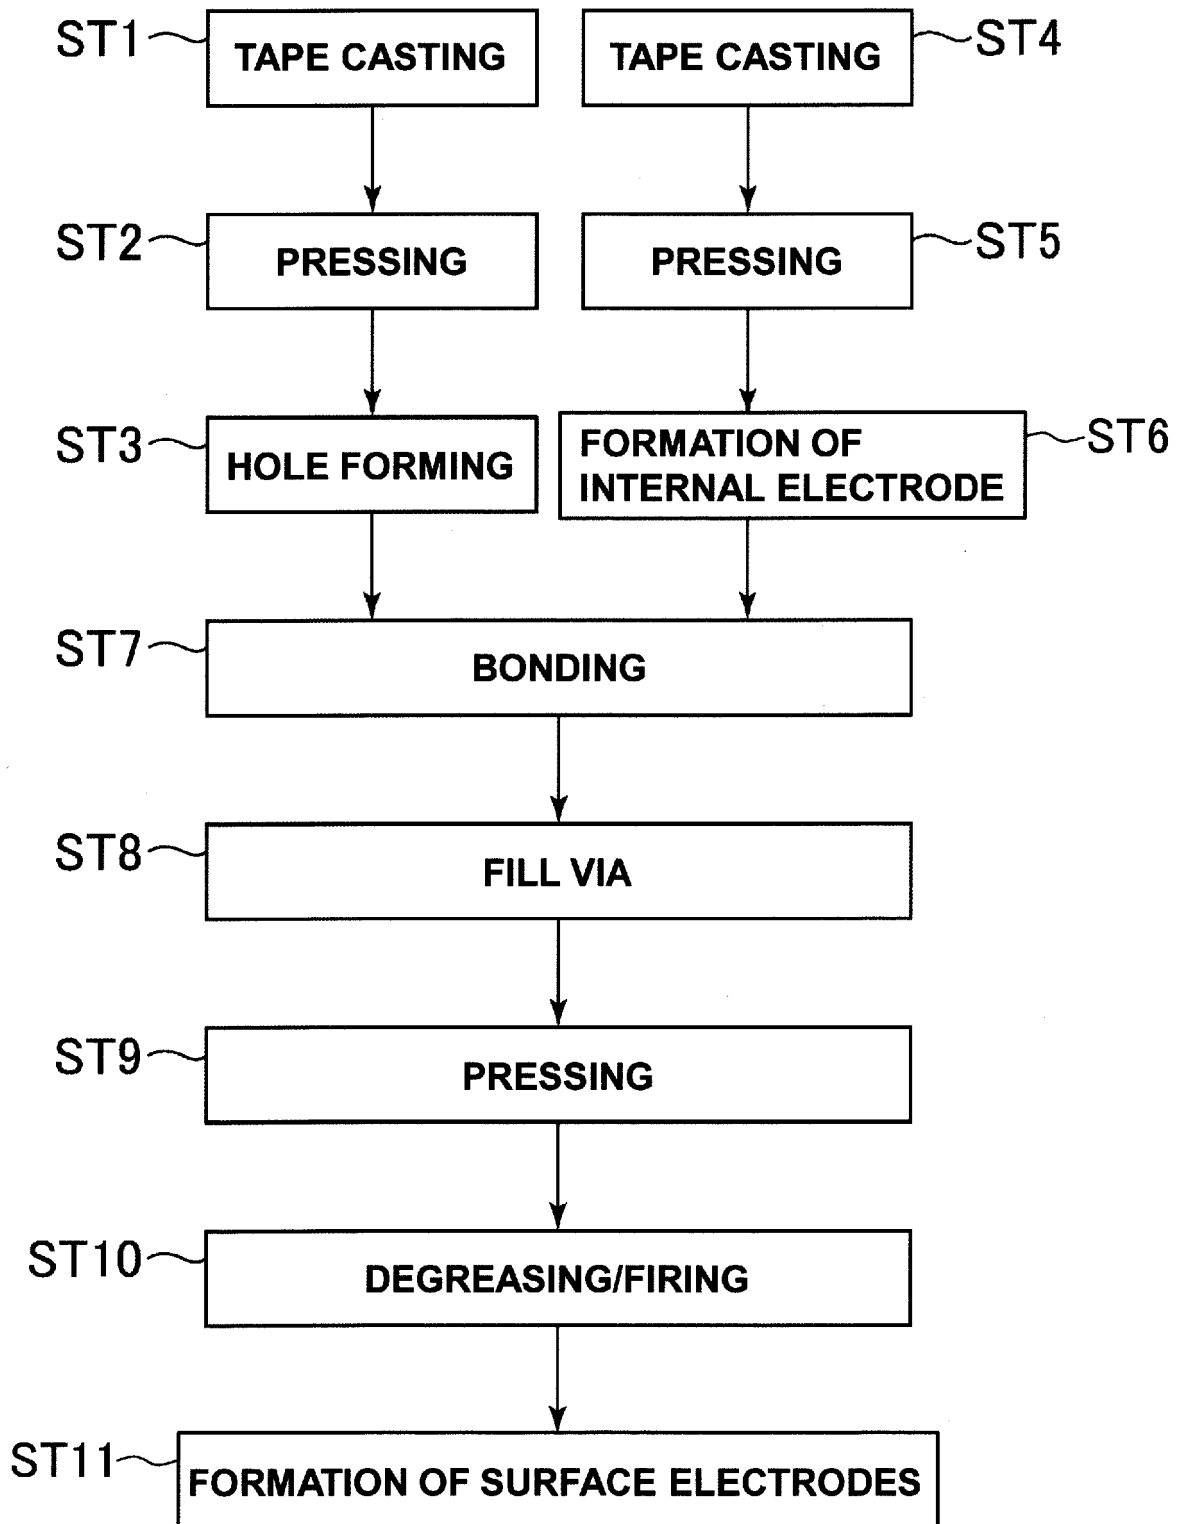 ST1
TAPE CASTING
TAPE CASTING
ST4
ST2
PRESSING
PRESSING
ST5
ST3
HOLE FORMING
FORMATION OF
INTERNAL ELECTRODE
ST6
ST7
BONDING
ST8
FILL VIA
ST9
PRESSING
ST10
DEGREASING/FIRING
ST11
FORMATION OF SURFACE ELECTRODES